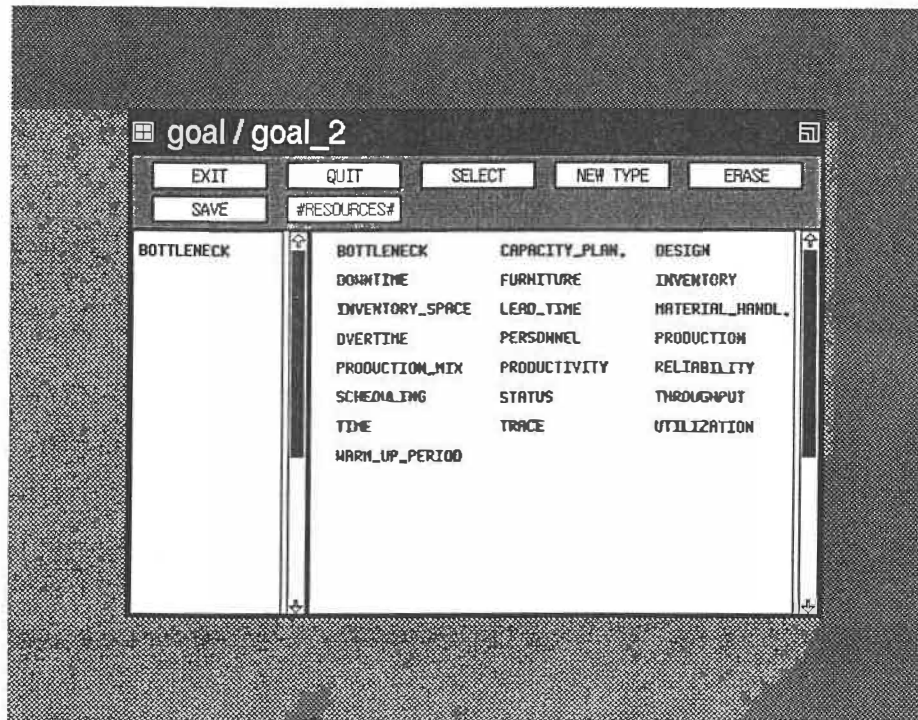 goal / goal_2
EXIT QUIT SELECT NEW TYPE ERASE
SAVE #RESOURCES#
BOTTLENECK
BOTTLENECK CAPACITY_PLAN. DESIGN
DOWNTIME FURNITURE INVENTORY
INVENTORY_SPACE LEAD_TIME MATERIAL_HANDL.
OVERTIME PERSONNEL PRODUCTION
PRODUCTION_MIX PRODUCTIVITY RELIABILITY
SCHEDULING STATUS THROUGHPUT
TIME TRACE UTILIZATION
WARM_UP_PERIOD